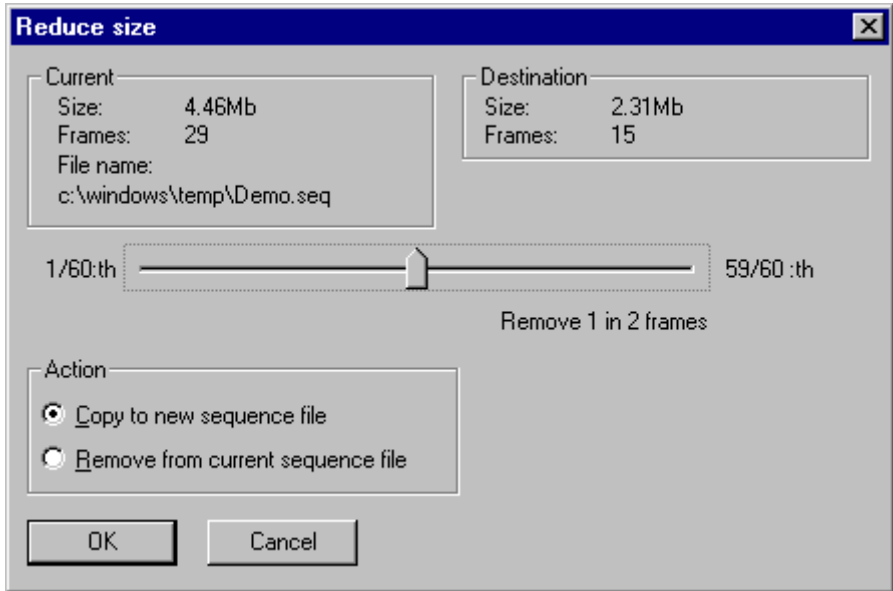 Reduce size
Current
Size: 4.46Mb
Frames: 29
File name:
c:\windows\temp\Demo.seq
Destination
Size: 2.31Mb
Frames: 15
1/60:th
59/60 :th
Remove 1 in 2 frames
Action
Copy to new sequence file
Remove from current sequence file
OK
Cancel